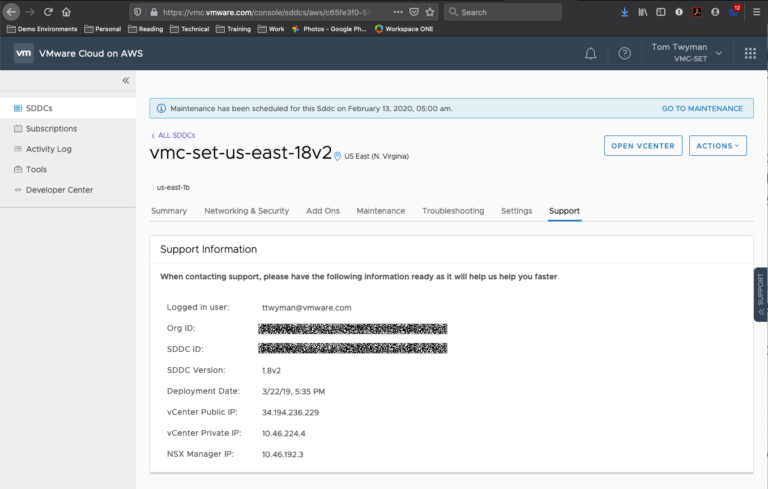 https://vmc.vmware.com/console/sddcs/aws/c65fe3f0-
Search
12
Demo Environments Personal Reading Technical Training Work Photos - Google Ph... Workspace ONE
vm VMware Cloud on AWS
Tom Twyman
VMC-SET
SDDCs
Subscriptions
Activity Log
Tools
Developer Center
Maintenance has been scheduled for this Sddc on February 13, 2020, 05:00 am. GO TO MAINTENANCE
ALL SDDCs
vmc-set-us-east-18v2 US East (N. Virginia)
OPEN VCENTER ACTIONS
us-east-1b
Summary Networking & Security Add Ons Maintenance Troubleshooting Settings Support
Support Information
When contacting support, please have the following information ready as it will help us help you faster
Logged in user: ttwyman@vmware.com
Org ID:
SDDC ID:
SDDC Version: 1.8v2
Deployment Date: 3/22/19, 5:35 PM
vCenter Public IP: 34.194.236.229
vCenter Private IP: 10.46.224.4
NSX Manager IP: 10.46.192.3
SUPPORT